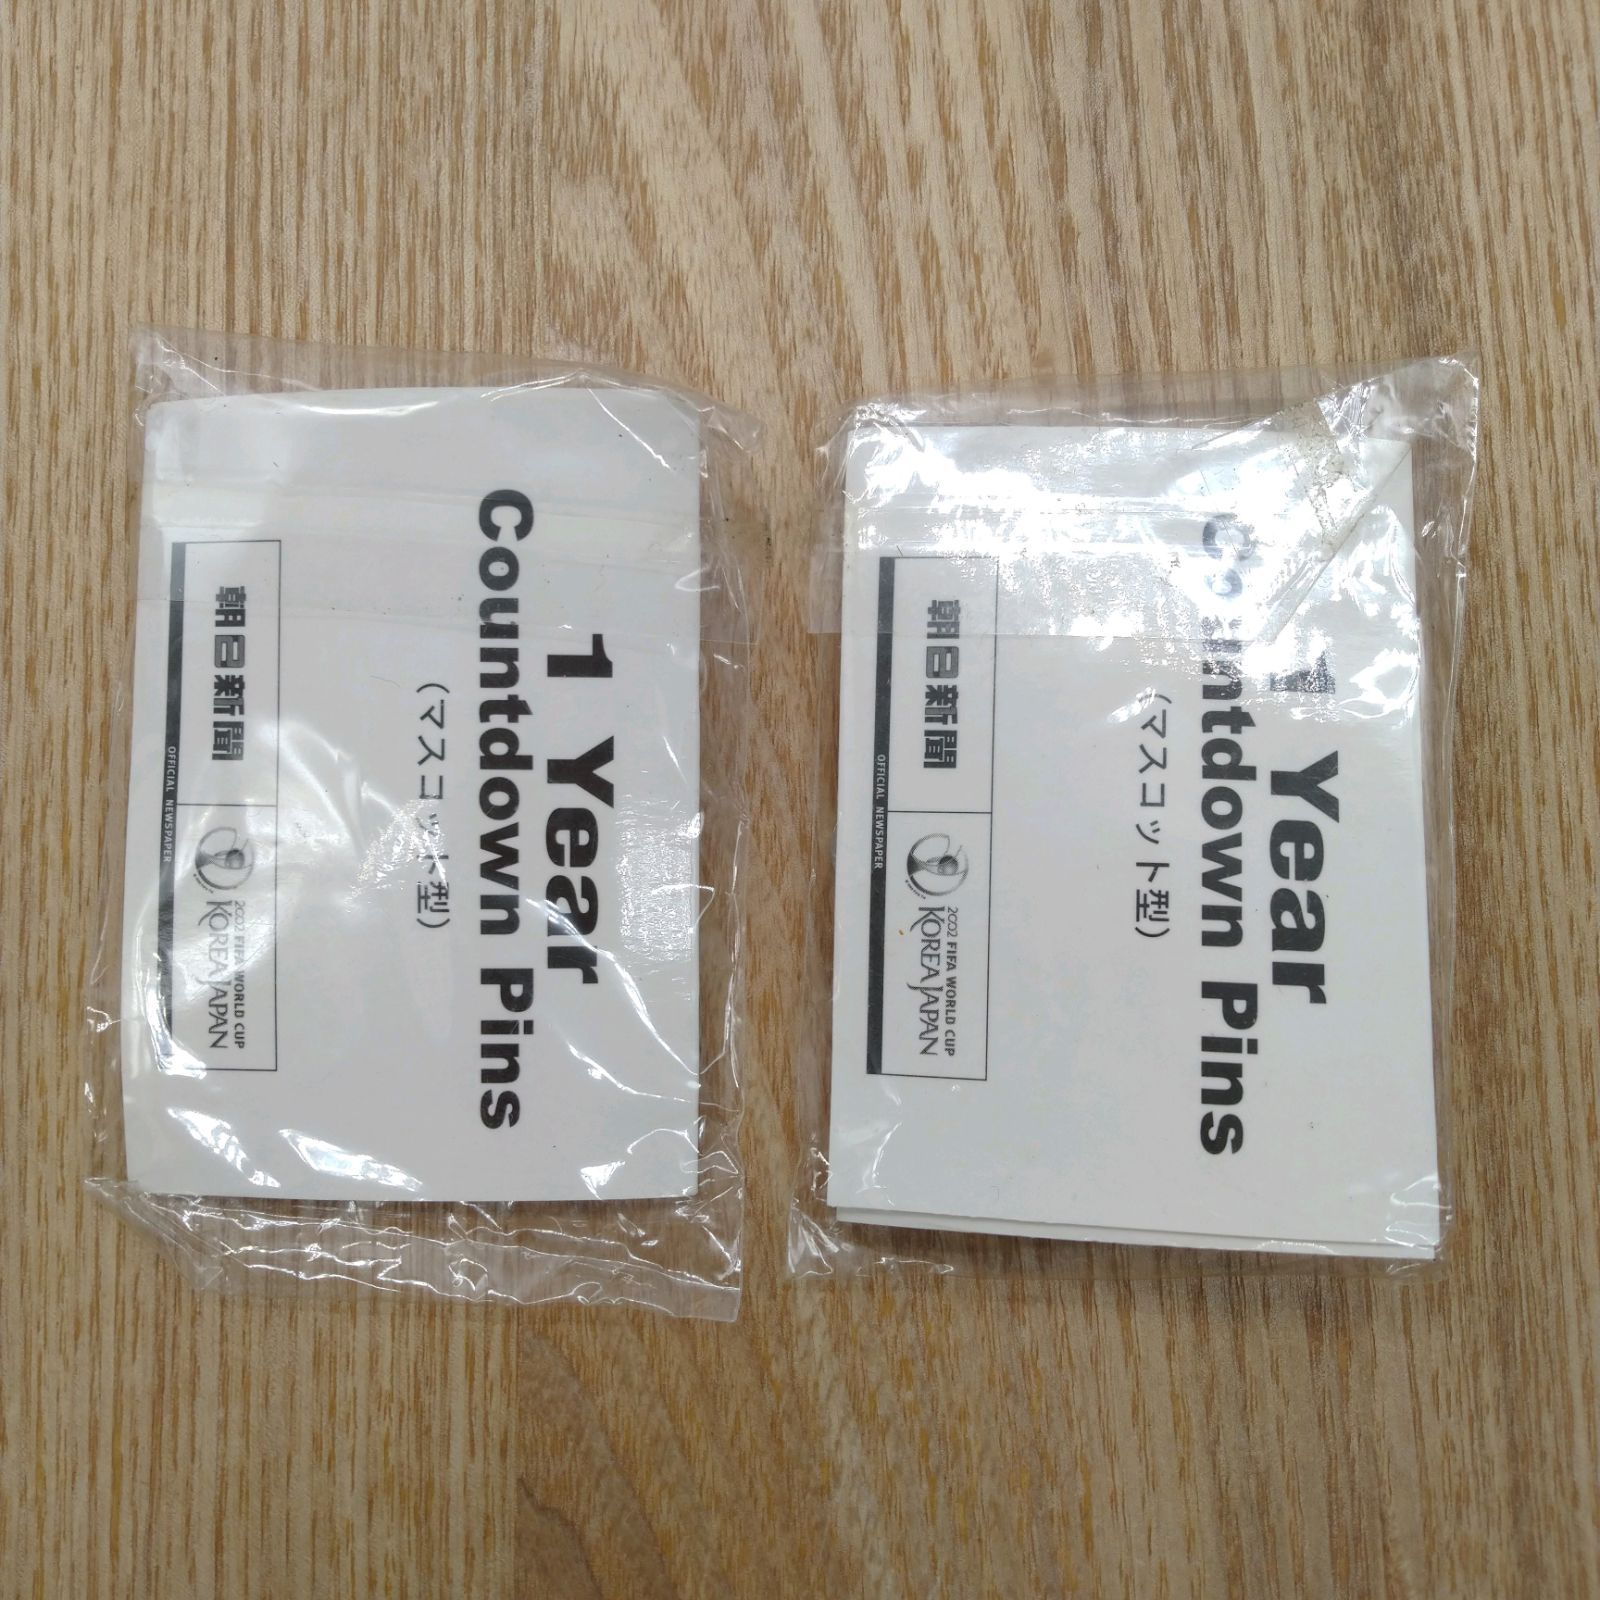 1 Year
Countdown Pins
(マスコット型)
朝日新聞
2002 FIFA WORLD CUP
KOREA JAPAN
OFFICIAL NEWSPAPER
1 Year
Countdown Pins
(マスコット型)
朝日新聞
2002 FIFA WORLD CUP
KOREA JAPAN
OFFICIAL NEWSPAPER